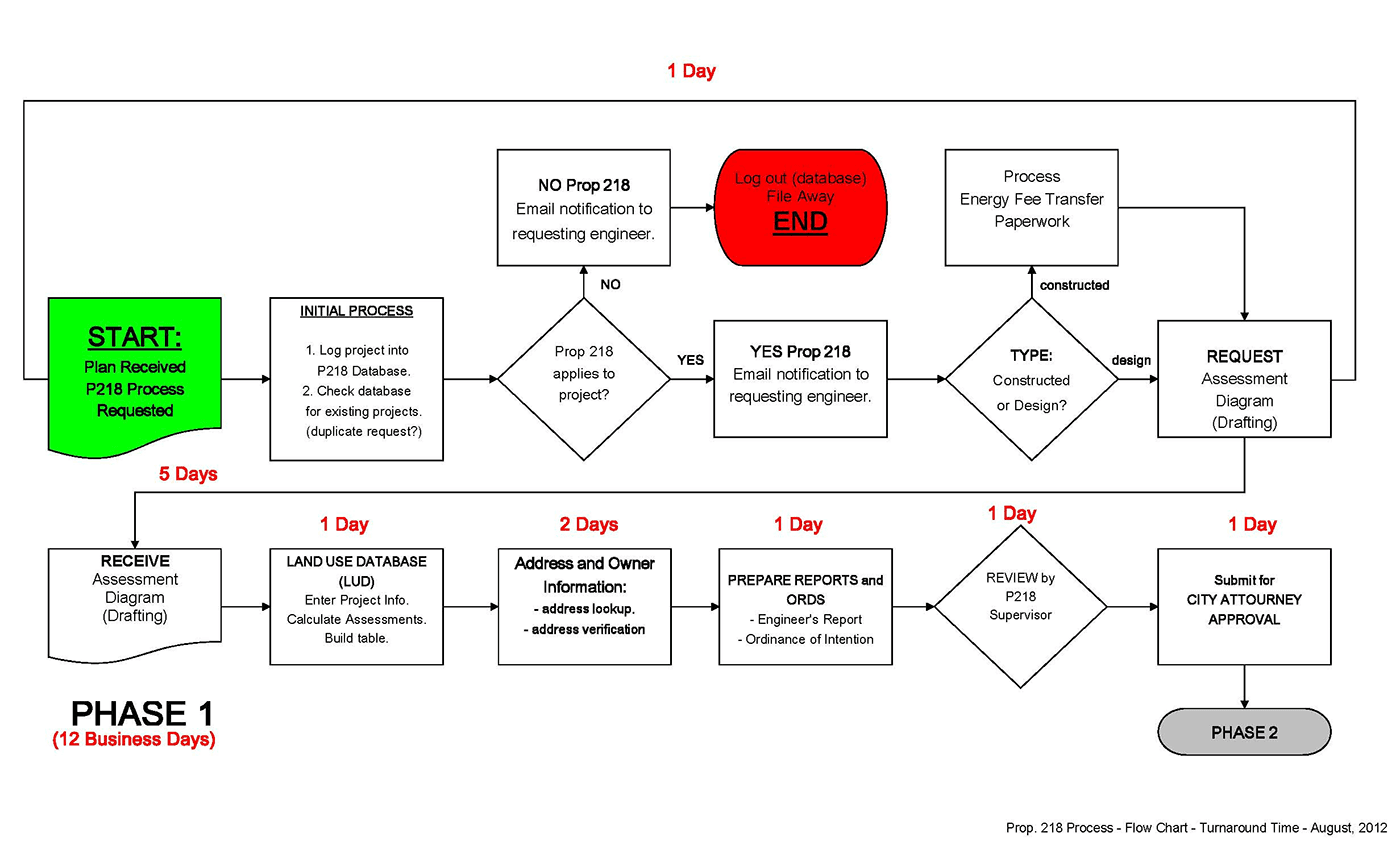 1 Day
START:
Plan Received
P218 Process
Requested
INITIAL PROCESS
1. Log project into
P218 Database.
2. Check database
for existing projects.
(duplicate request?)
Prop 218
applies to
project?
NO
NO Prop 218
Email notification to
requesting engineer.
Log out (database)
File Away
END
YES
YES Prop 218
Email notification to
requesting engineer.
TYPE:
Constructed
or Design?
constructed
Process
Energy Fee Transfer
Paperwork
design
REQUEST
Assessment
Diagram
(Drafting)
5 Days
RECEIVE
Assessment
Diagram
(Drafting)
1 Day
LAND USE DATABASE
(LUD)
Enter Project Info.
Calculate Assessments.
Build table.
2 Days
Address and Owner
Information:
- address lookup.
- address verification
1 Day
PREPARE REPORTS and
ORDS
- Engineer's Report
- Ordinance of Intention
1 Day
REVIEW by
P218
Supervisor
1 Day
Submit for
CITY ATTOURNEY
APPROVAL
PHASE 2
PHASE 1
(12 Business Days)
Prop. 218 Process - Flow Chart - Turnaround Time - August, 2012